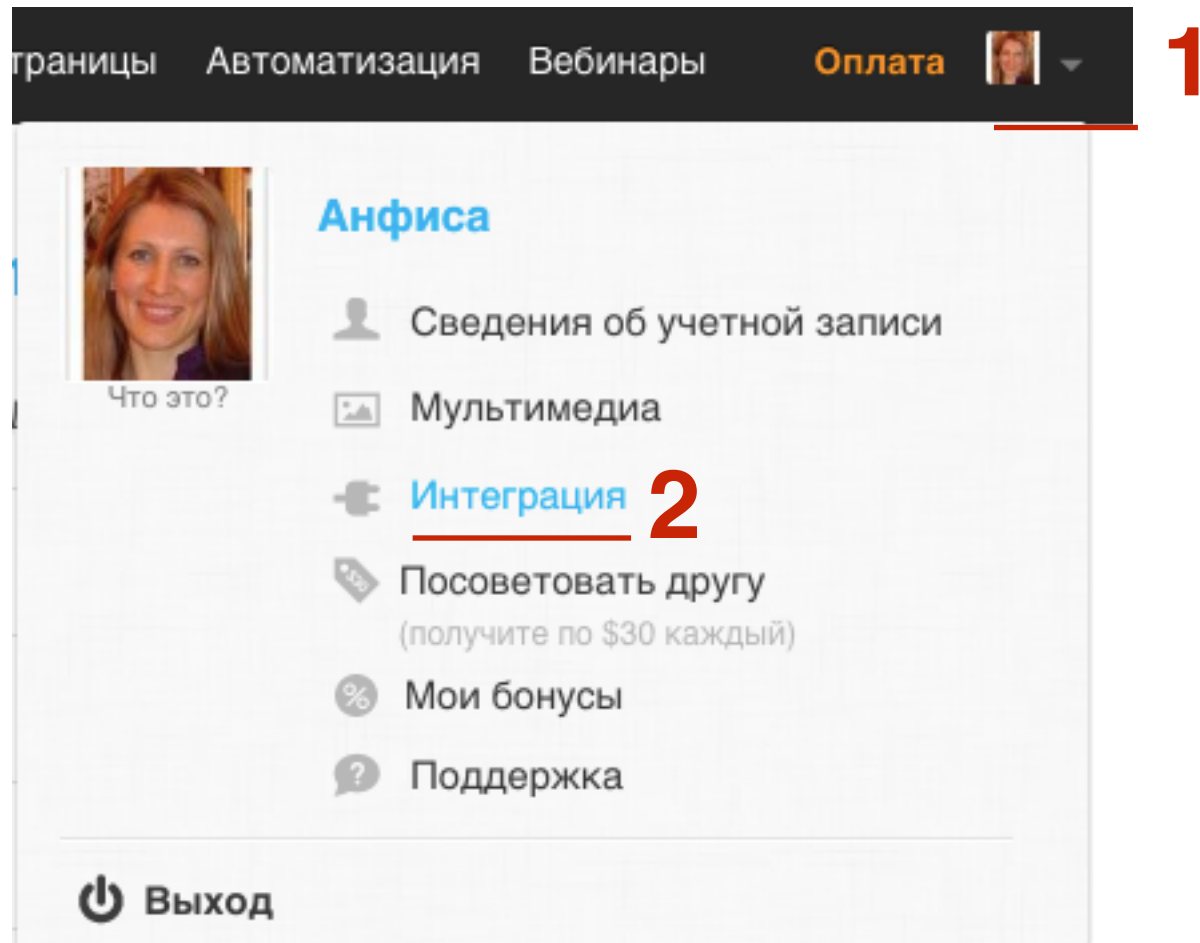 траницы Автоматизация Вебинары Оплата 1
Анфиса
Что это?
Сведения об учетной записи
Мультимедиа
Интеграция 2
$30
Посоветовать другу
(получите по $30 каждый)
%
Мои бонусы
?
Поддержка
Выход